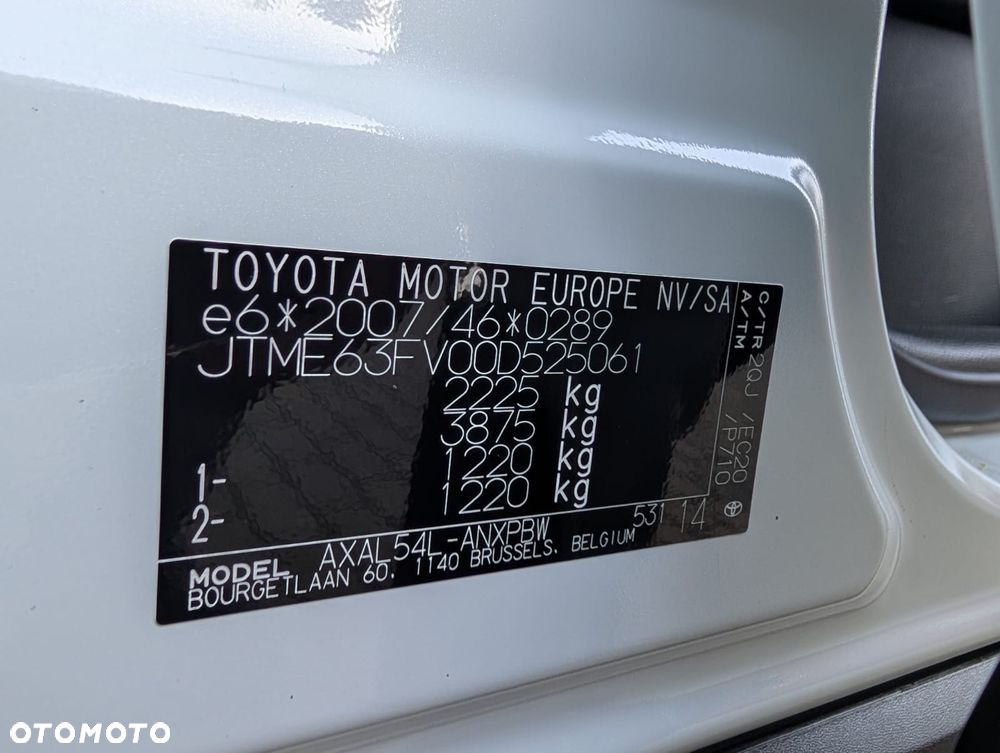 TOYOTA MOTOR EUROPE NV/SA
e6*2007/46*0289
JTME63FV00D525061
2225 kg
3875 kg
1- 1220 kg
2- 1220 kg
C/TR 2QJ /EC20
A/TM /P710
MODEL AXAL54L-ANXPBW 531 14
BOURGETLAAN 60, 1140 BRUSSELS, BELGIUM
OTOMOTO